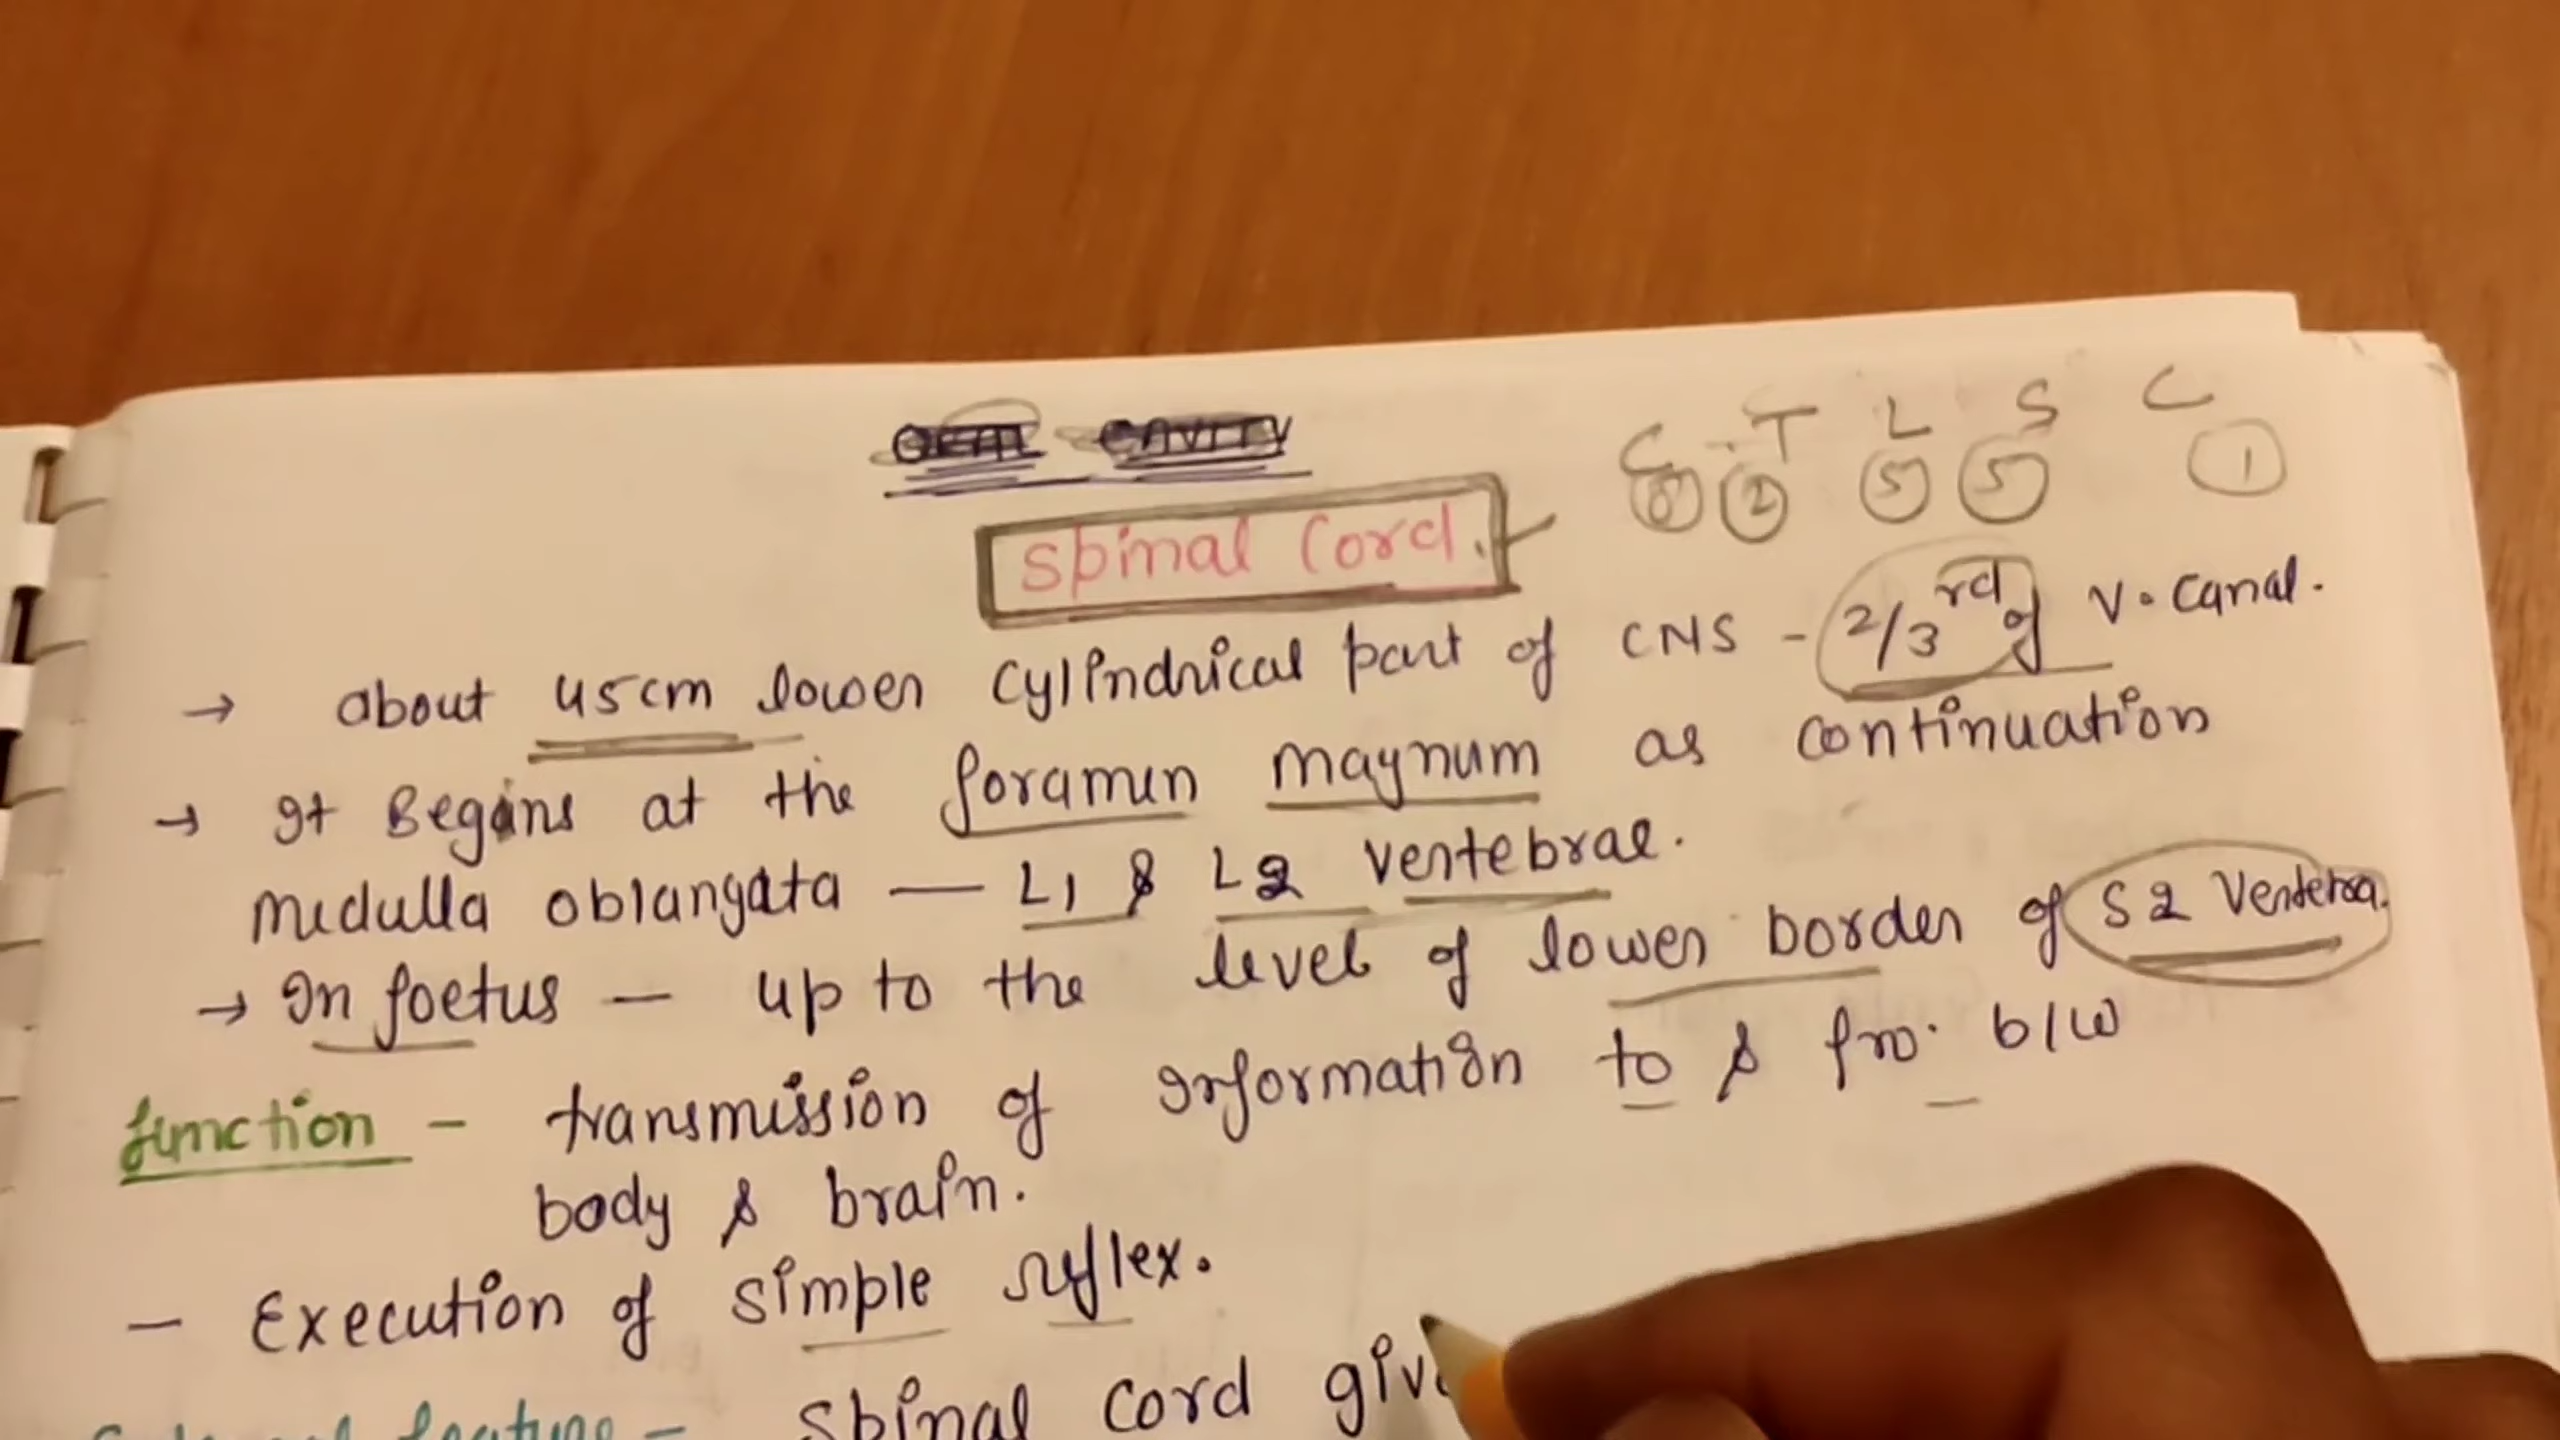 C T L S C
8 12 5 5 1
Spinal Cord.
→ about 45cm lower cylindrical part of CNS - 2/3rd of V. Canal.
→ It Begins at the foramen magnum as continuation
medulla oblangata — L1 & L2 vertebrae.
→ In foetus — up to the level of lower border of S2 Vertebra.
function - transmission of information to & fro. b/w
body & brain.
- Execution of simple reflex.
feature - Spinal Cord giv